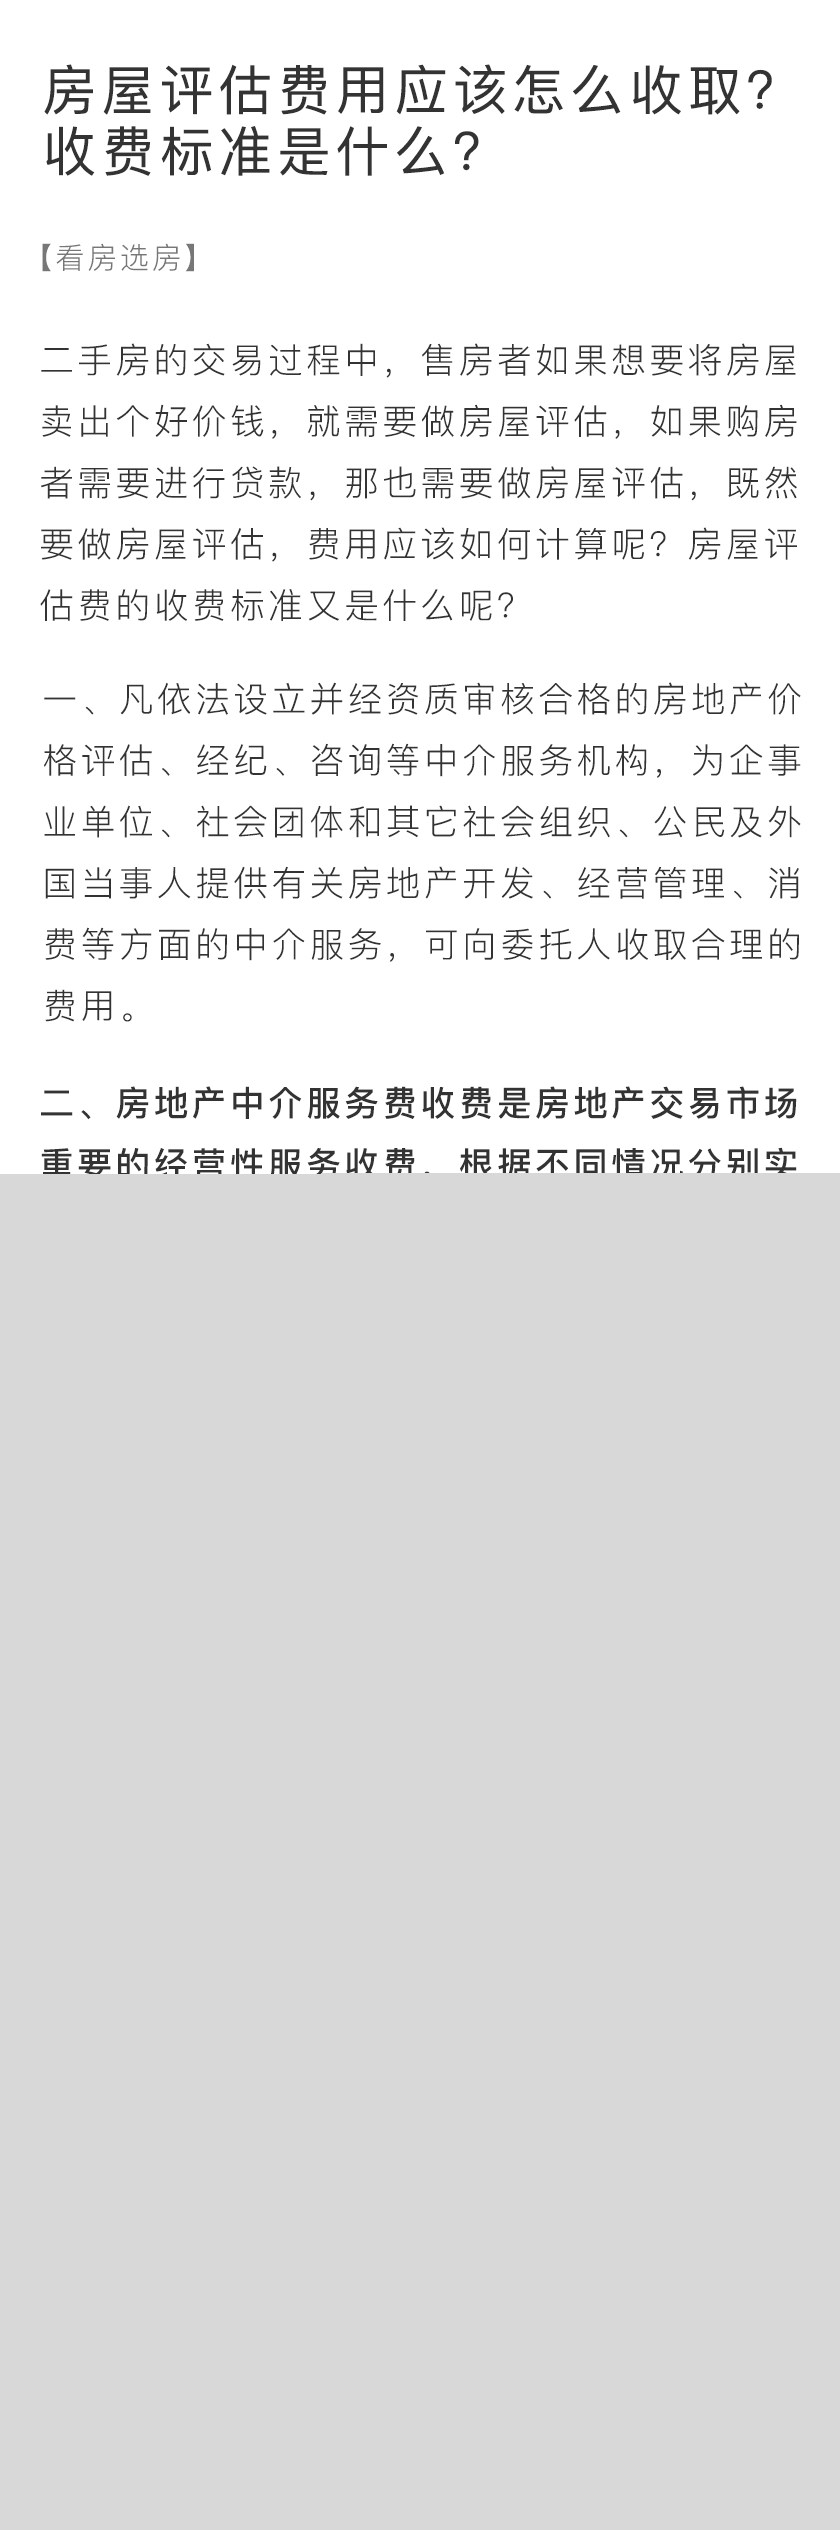 房屋评估费用应该怎么收取?
收费标准是什么?
【看房选房】
二手房的交易过程中，售房者如果想要将房屋
卖出个好价钱，就需要做房屋评估，如果购房
者需要进行贷款，那也需要做房屋评估，既然
要做房屋评估，费用应该如何计算呢？房屋评
估费的收费标准又是什么呢？
一、凡依法设立并经资质审核合格的房地产价
格评估、经纪、咨询等中介服务机构，为企事
业单位、社会团体和其它社会组织、公民及外
国当事人提供有关房地产开发、经营管理、消
费等方面的中介服务，可向委托人收取合理的
费用。
二、房地产中介服务费收费是房地产交易市场
重要的经营性服务收费，根据不同情况分别实